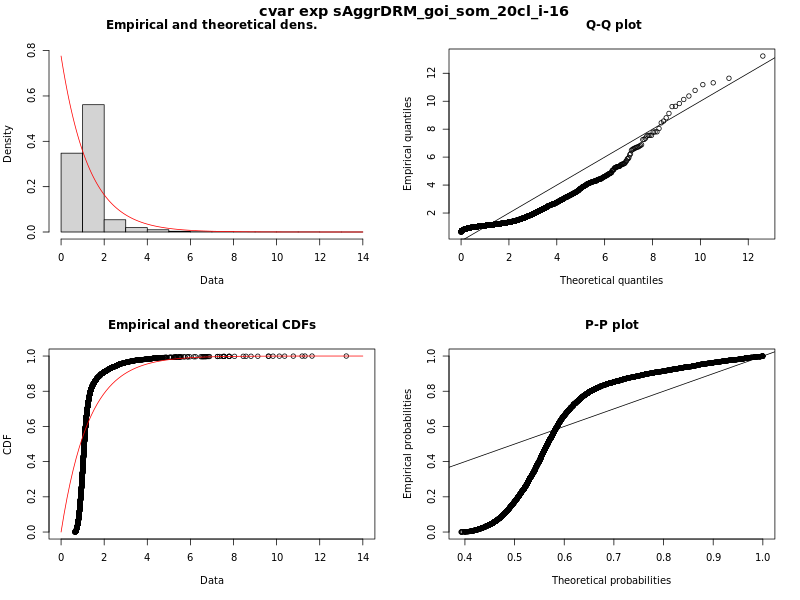 cvar exp sAggrDRM_goi_som_20cl_i-16
Empirical and theoretical dens.
Density
0.0 0.2 0.4 0.6 0.8
0 2 4 6 8 10 12 14
Data
Q-Q plot
Empirical quantiles
2 4 6 8 10 12
0 2 4 6 8 10 12
Theoretical quantiles
Empirical and theoretical CDFs
CDF
0.0 0.2 0.4 0.6 0.8 1.0
0 2 4 6 8 10 12 14
Data
P-P plot
Empirical probabilities
0.0 0.2 0.4 0.6 0.8 1.0
0.4 0.5 0.6 0.7 0.8 0.9 1.0
Theoretical probabilities